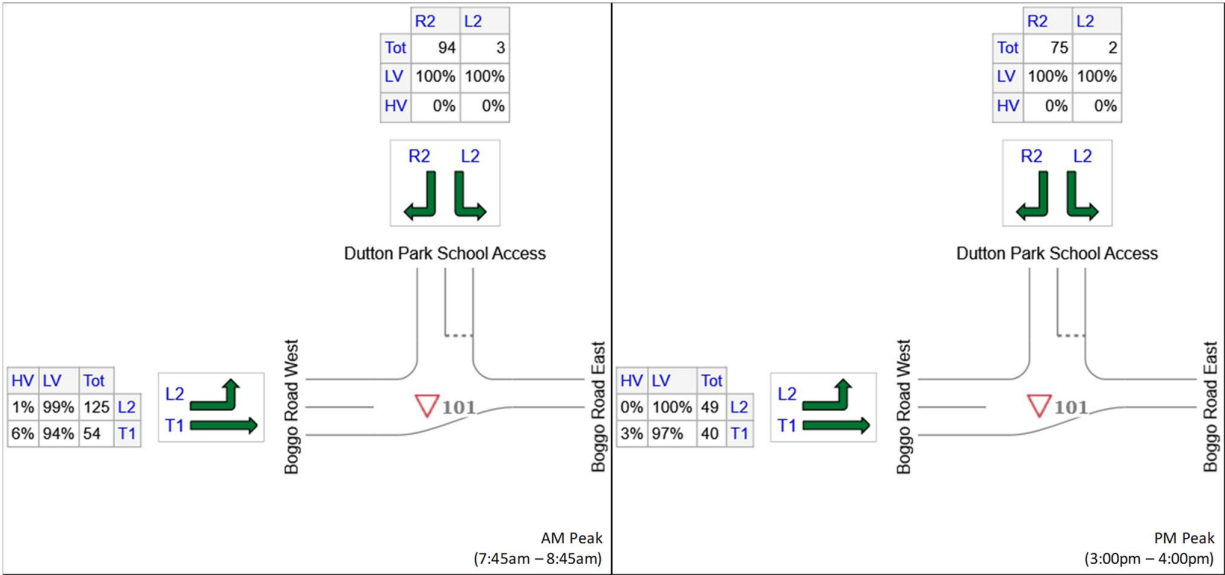 R2 L2
Tot 94 3
LV 100% 100%
HV 0% 0%
R2 L2
Dutton Park School Access
Boggo Road West
Boggo Road East
HV LV Tot
1% 99% 125 L2
6% 94% 54 T1
L2
T1
101
AM Peak
(7:45am – 8:45am)
R2 L2
Tot 75 2
LV 100% 100%
HV 0% 0%
R2 L2
Dutton Park School Access
Boggo Road West
Boggo Road East
HV LV Tot
0% 100% 49 L2
3% 97% 40 T1
L2
T1
101
PM Peak
(3:00pm – 4:00pm)